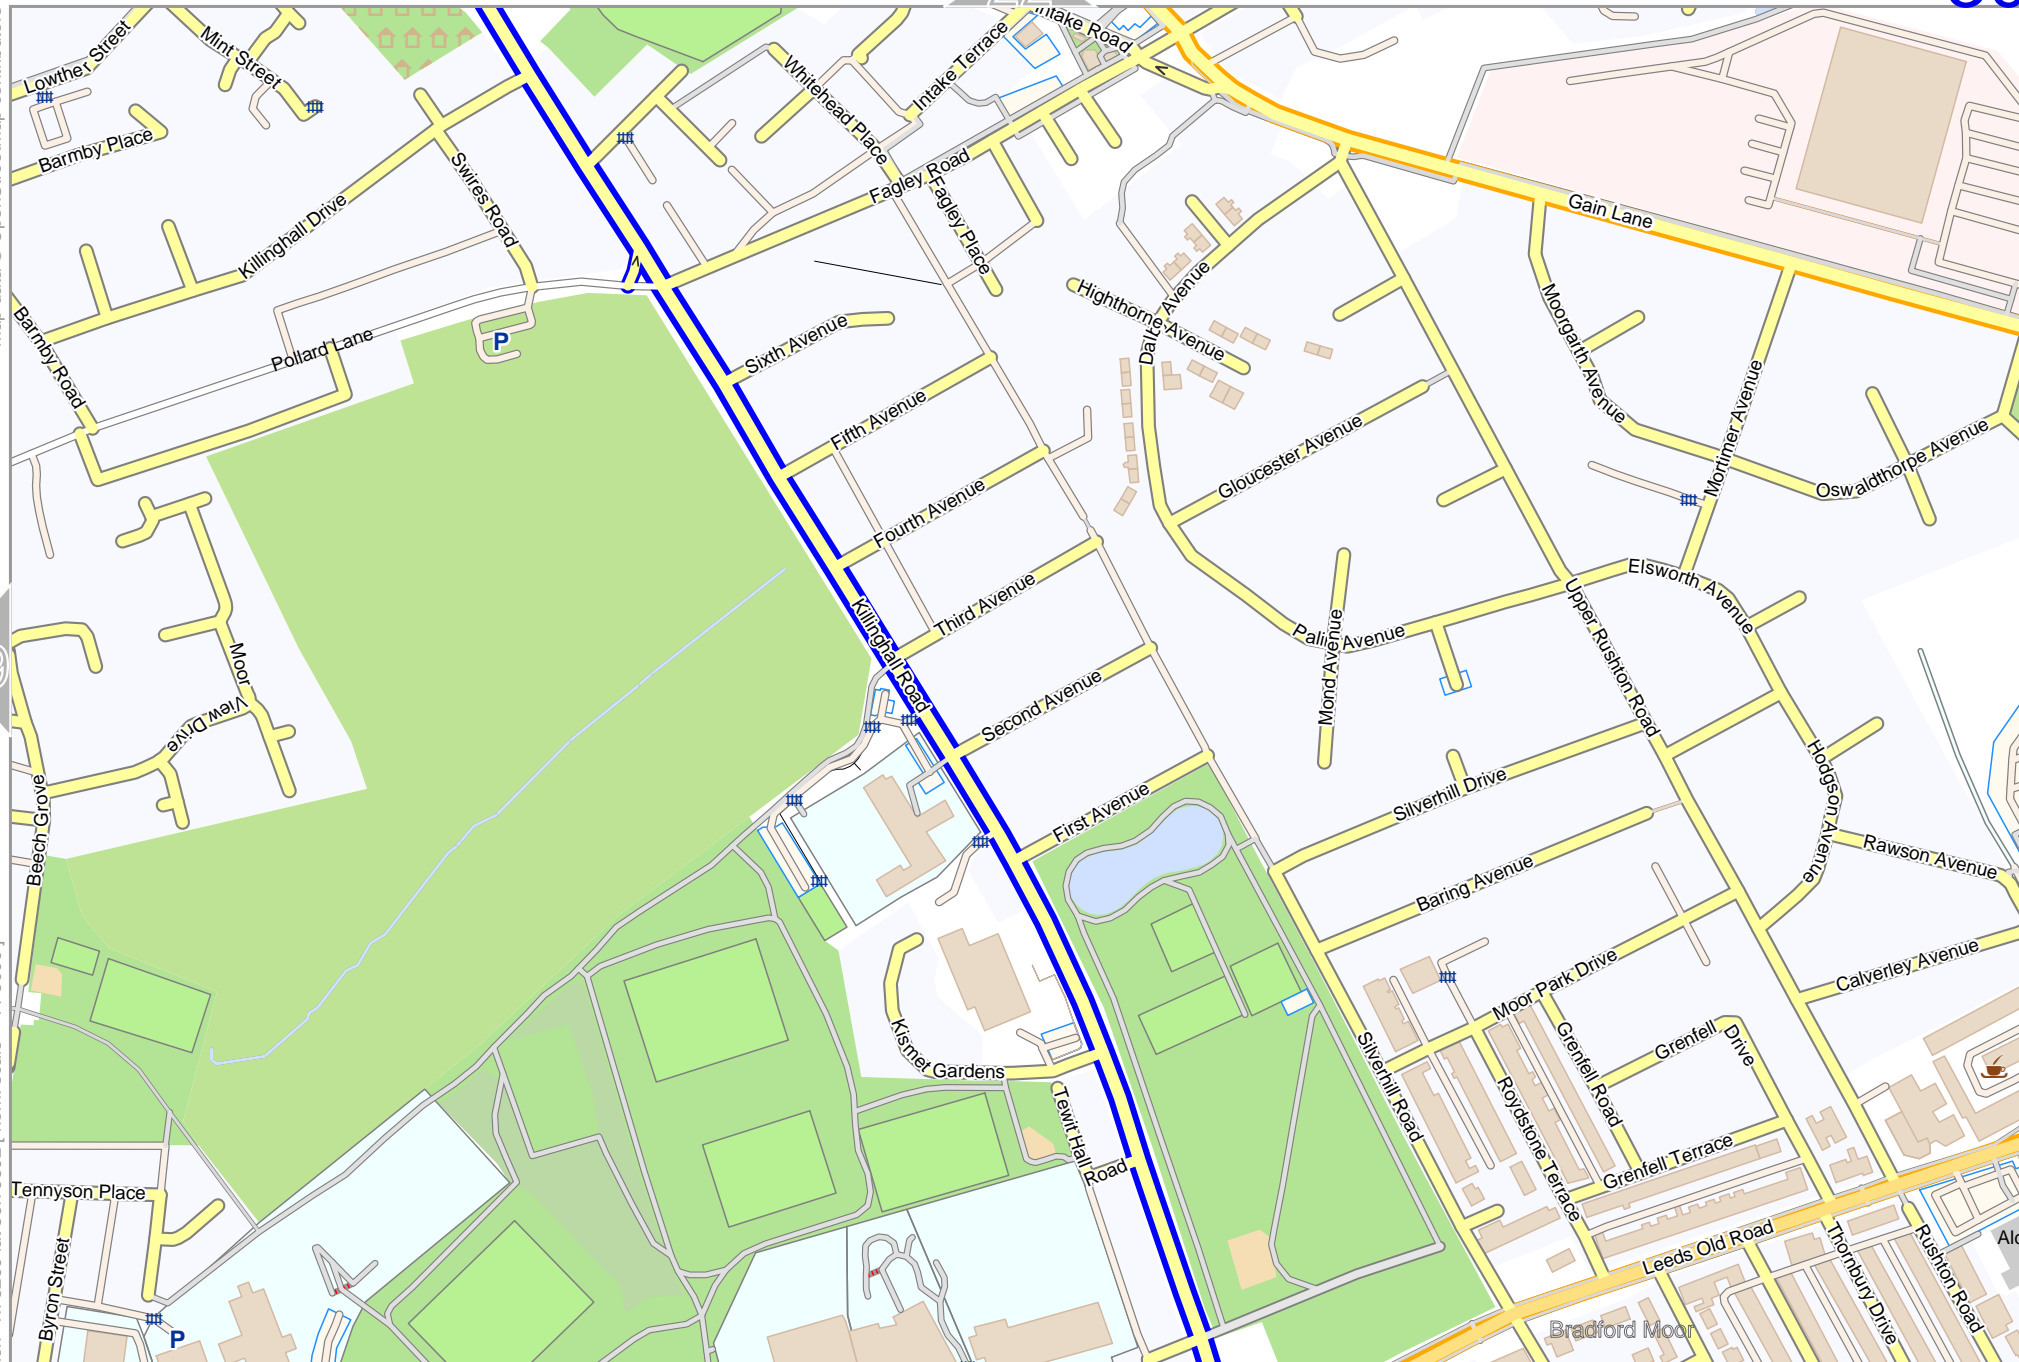 Intake Road
Lowther Street
Mint Street
Intake Terrace
Whitehead Place
Barmby Place
Swires Road
Fagley Road
Fagley Place
Gain Lane
Killinghall Drive
Highthorne Avenue
Moorgarth Avenue
Barmby Road
Pollard Lane
P
Sixth Avenue
Mortimer Avenue
Fifth Avenue
Gloucester Avenue
Oswaldthorpe Avenue
Fourth Avenue
Third Avenue
Elsworth Avenue
Killinghall Road
Palin Avenue
Mond Avenue
Upper Rushton Road
Moor
View Drive
Second Avenue
Hodgson Avenue
Beech Grove
First Avenue
Silverhill Drive
Rawson Avenue
Baring Avenue
Calverley Avenue
Moor Park Drive
Kismet Gardens
Silverhill Road
Grenfell Road
Grenfell
Drive
Roydstone Terrace
Tewit Hall
Road
Grenfell Terrace
Tennyson Place
Byron Street
Leeds Old Road
Thornbury Drive
Rushton Road
P
Bradford Moor